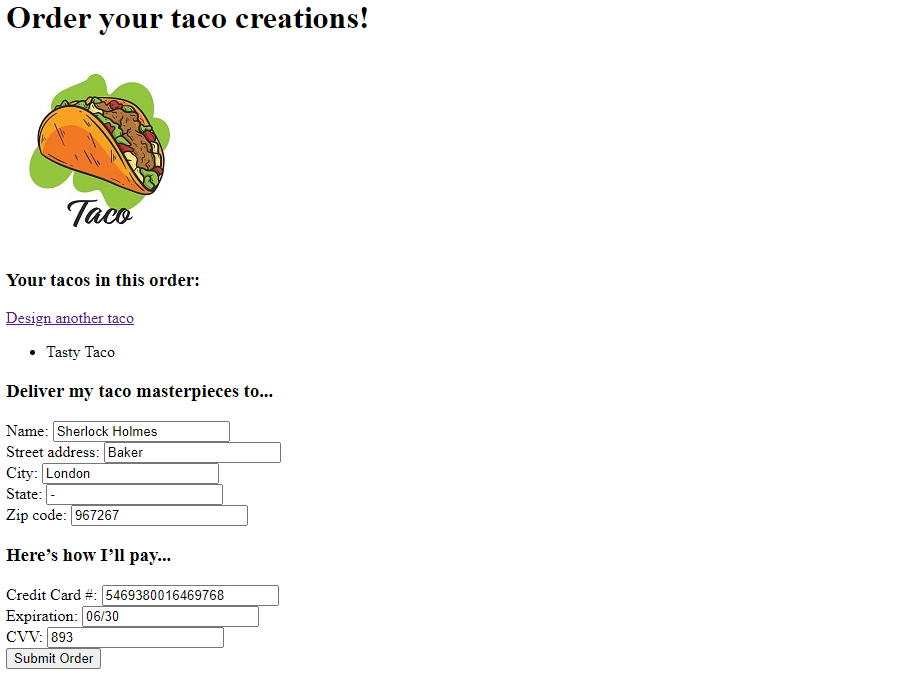 Order your taco creations!
Taco
Your tacos in this order:
Design another taco
• Tasty Taco
Deliver my taco masterpieces to...
Name: Sherlock Holmes
Street address: Baker
City: London
State: -
Zip code: 967267
Here’s how I’ll pay...
Credit Card #: 5469380016469768
Expiration: 06/30
CVV: 893
Submit Order